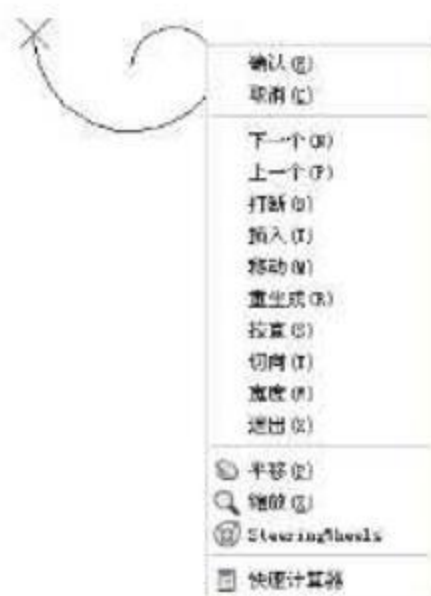 确认(E)
取消(C)
下一个(N)
上一个(P)
打断(B)
插入(I)
移动(M)
重生成(R)
拉直(S)
切向(T)
宽度(W)
退出(X)
平移(P)
缩放(Z)
SteeringWheels
快速计算器